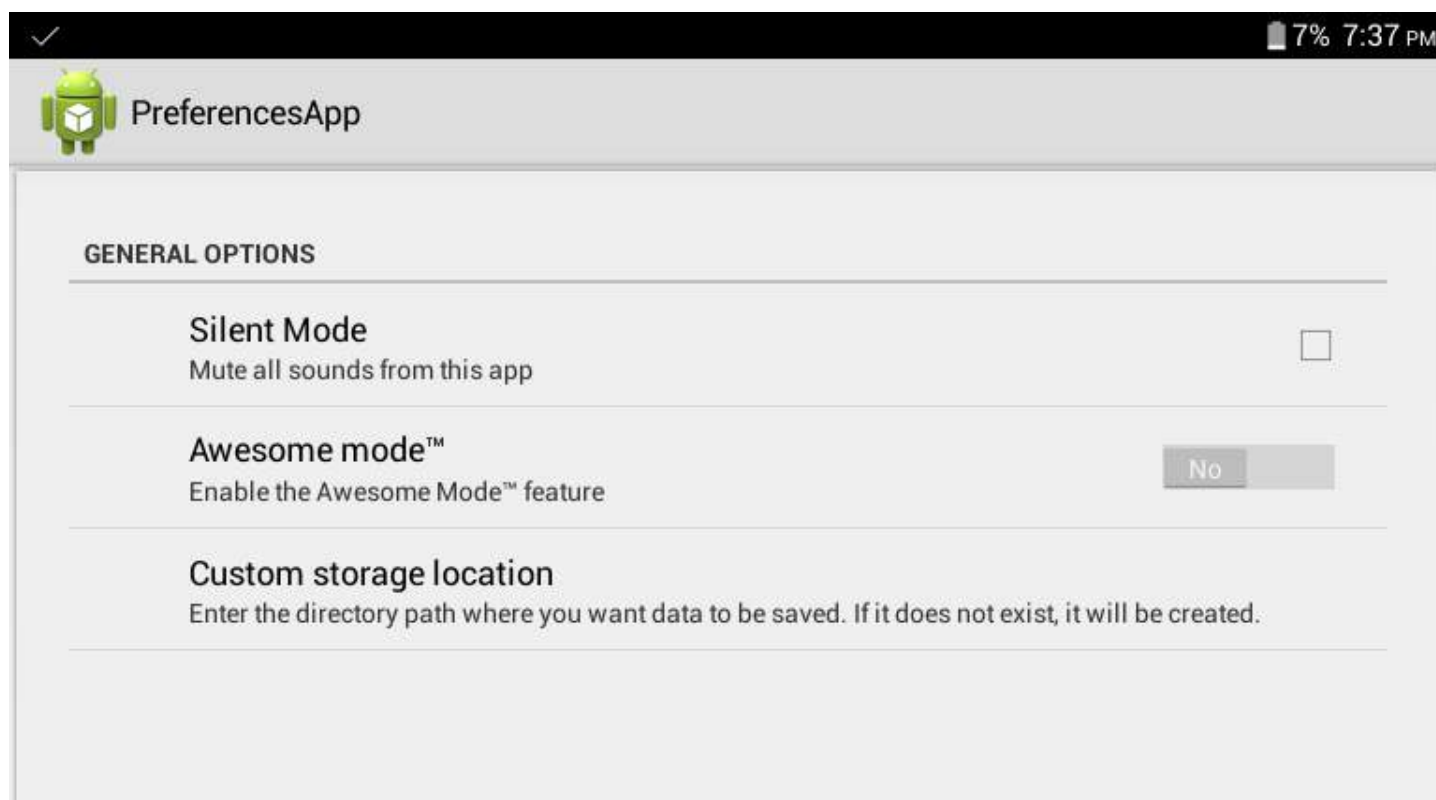 7% 7:37 PM
PreferencesApp
GENERAL OPTIONS
Silent Mode
Mute all sounds from this app
Awesome mode™
No
Enable the Awesome Mode™ feature
Custom storage location
Enter the directory path where you want data to be saved. If it does not exist, it will be created.